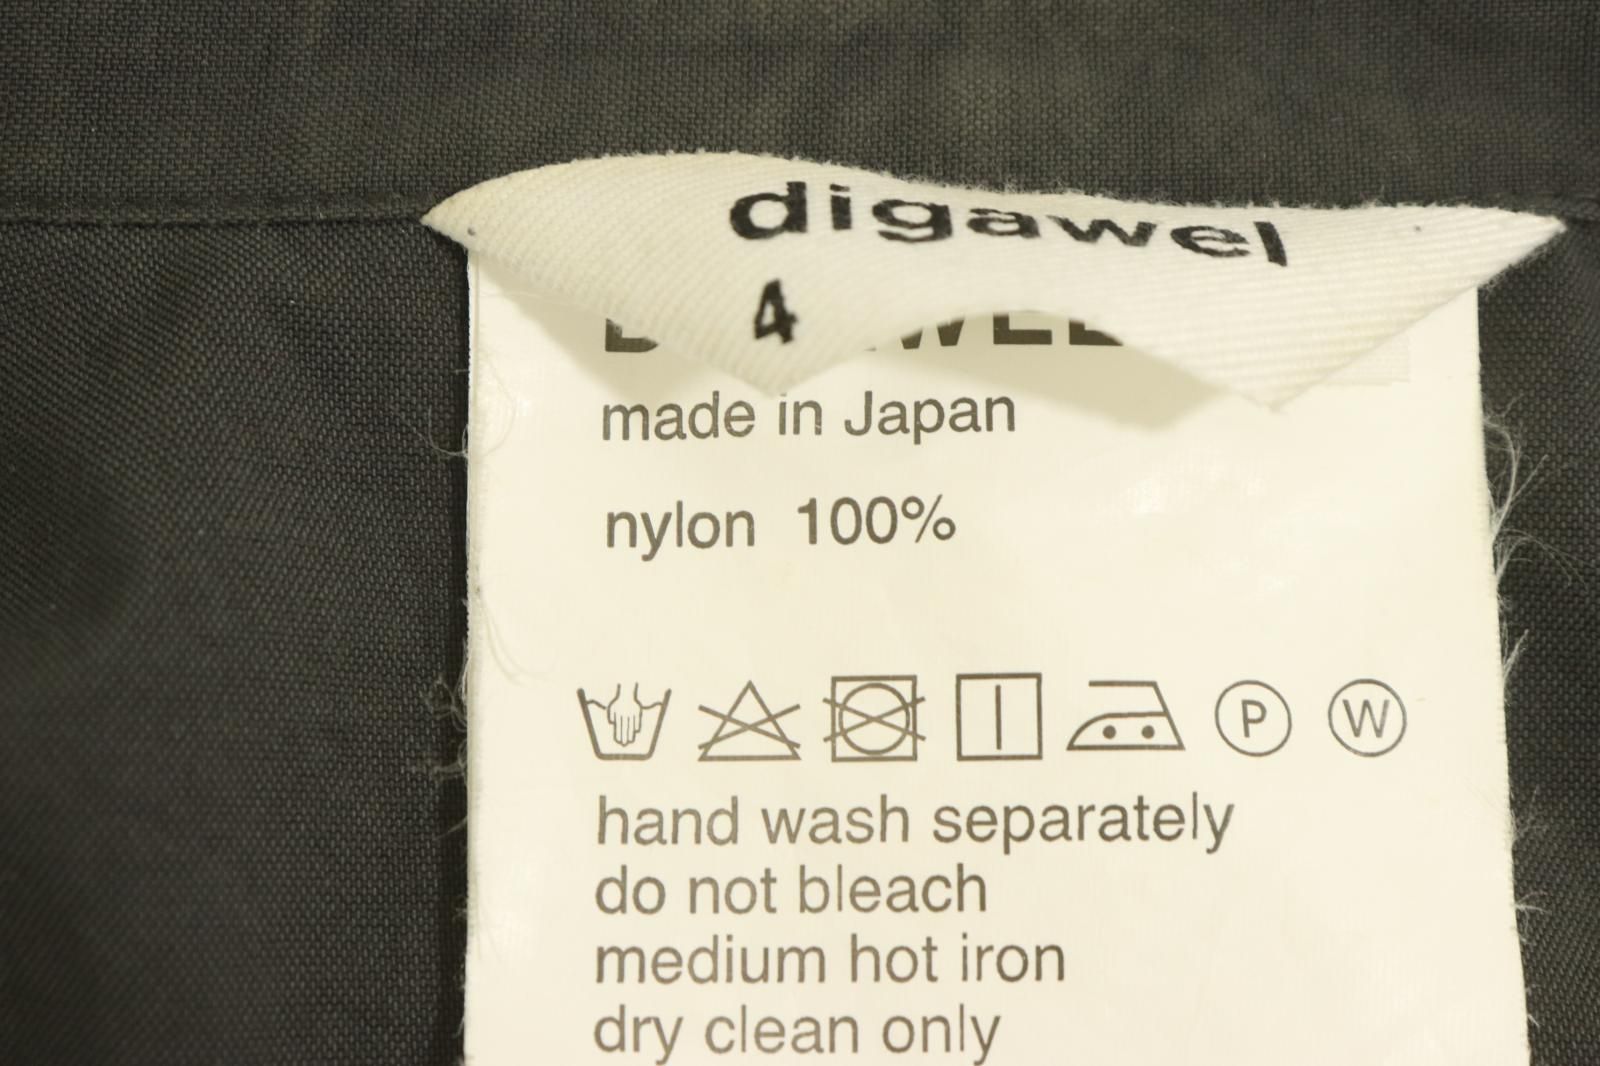 digawel
4
made in Japan
nylon 100%
P W
hand wash separately
do not bleach
medium hot iron
dry clean only